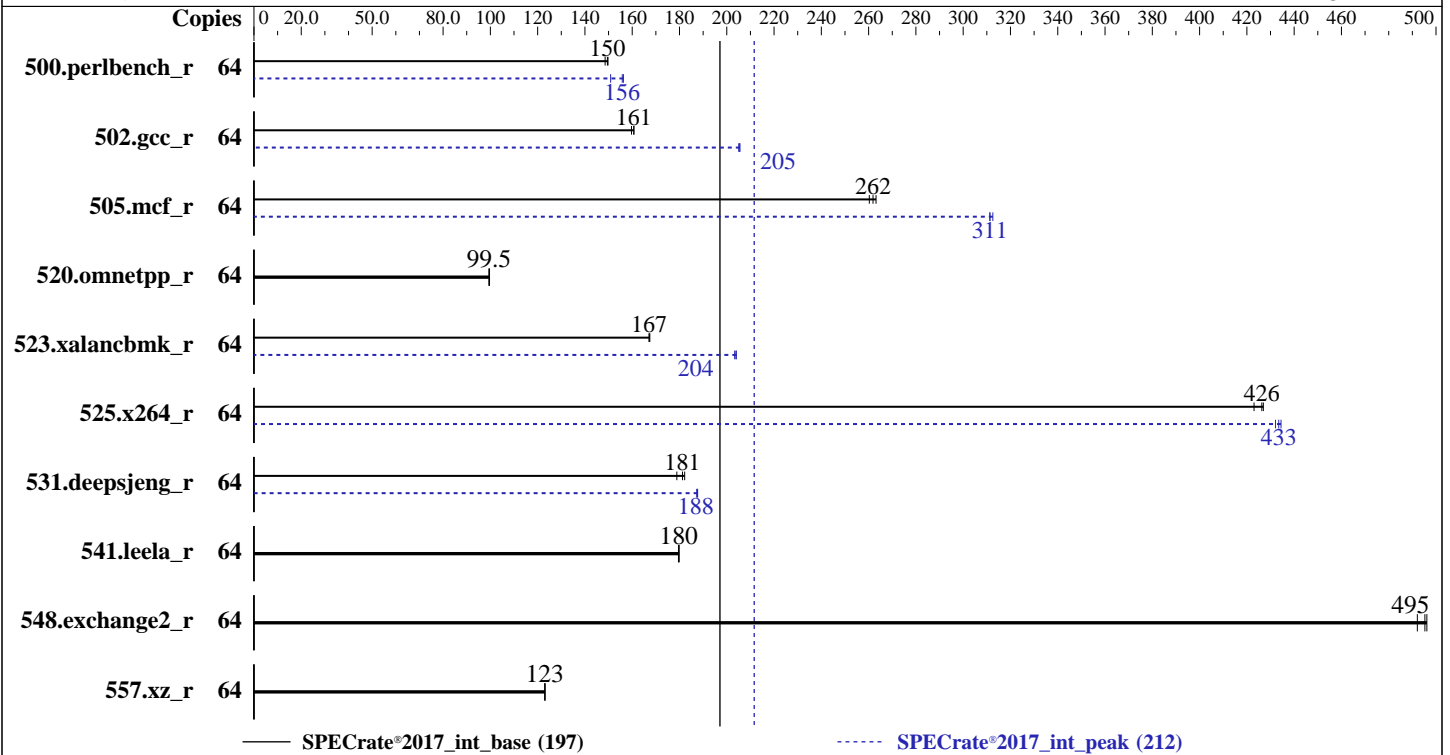 Copies 0 20.0 50.0 80.0 100 120 140 160 180 200 220 240 260 280 300 320 340 360 380 400 420 440 460 500
150
500.perlbench_r 64
156
161
502.gcc_r 64
205
262
505.mcf_r 64
311
99.5
520.omnetpp_r 64
167
523.xalancbmk_r 64
204
426
525.x264_r 64
433
181
531.deepsjeng_r 64
188
180
541.leela_r 64
495
548.exchange2_r 64
123
557.xz_r 64
SPECrate®2017_int_base (197) SPECrate®2017_int_peak (212)